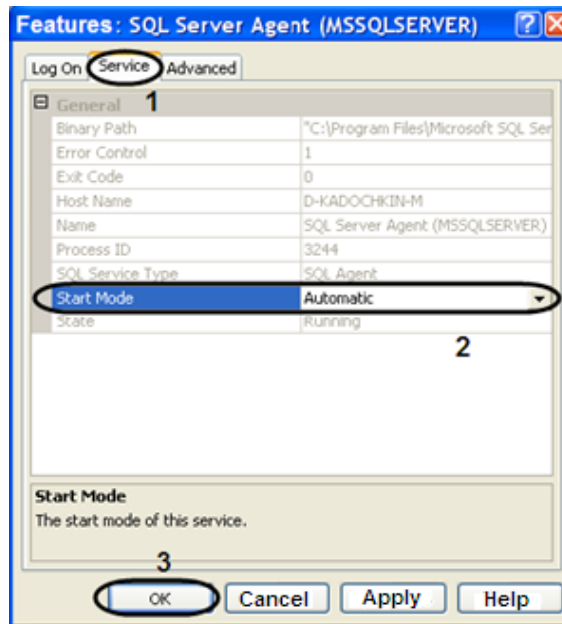 Features: SQL Server Agent (MSSQLSERVER)
Log On Service Advanced
1
General
Binary Path "C:\Program Files\Microsoft SQL Ser
Error Control 1
Exit Code 0
Host Name D-KADOCHKIN-M
Name SQL Server Agent (MSSQLSERVER)
Process ID 3244
SQL Service Type SQL Agent
Start Mode Automatic
State Running
2
Start Mode
The start mode of this service.
3
OK Cancel Apply Help